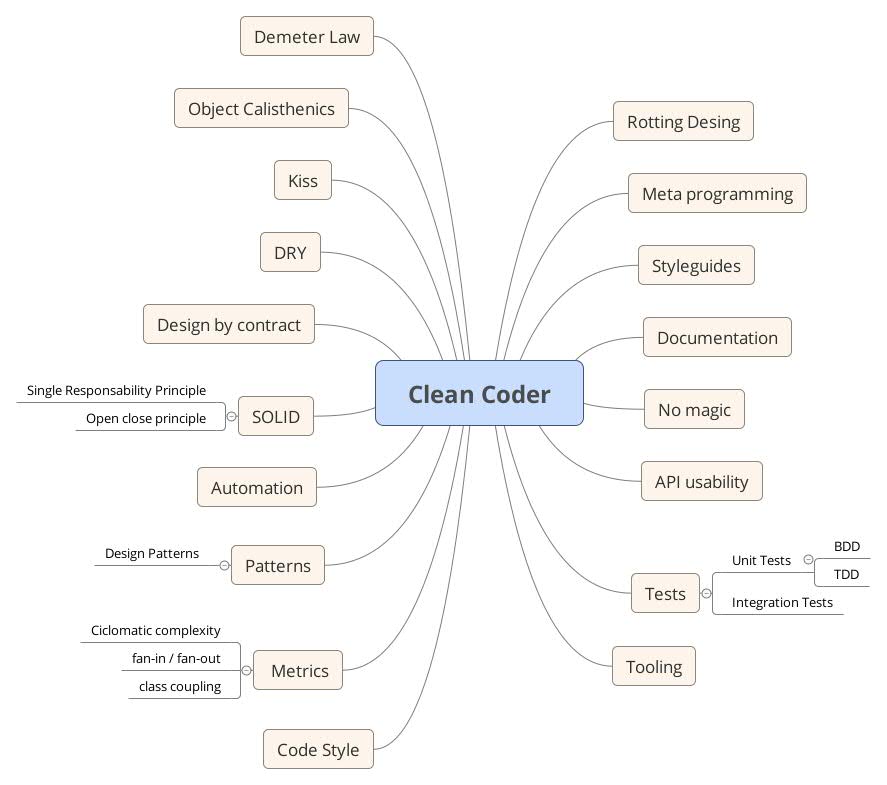 Demeter Law
Object Calisthenics
Kiss
DRY
Design by contract
Single Responsability Principle
Open close principle
SOLID
Automation
Design Patterns
Patterns
Ciclomatic complexity
fan-in / fan-out
class coupling
Metrics
Code Style
Clean Coder
Rotting Desing
Meta programming
Styleguides
Documentation
No magic
API usability
Tests
Unit Tests
BDD
TDD
Integration Tests
Tooling